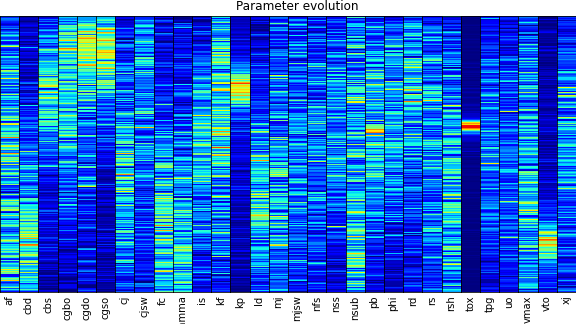 Parameter evolution
af
cbd
cbs
cgbo
cgdo
cgso
cj
cjsw
fc
mma
is
kf
kp
ld
mj
mjsw
nfs
nss
nsub
pb
phi
rd
rs
rsh
tox
tpg
uo
vmax
vto
xj